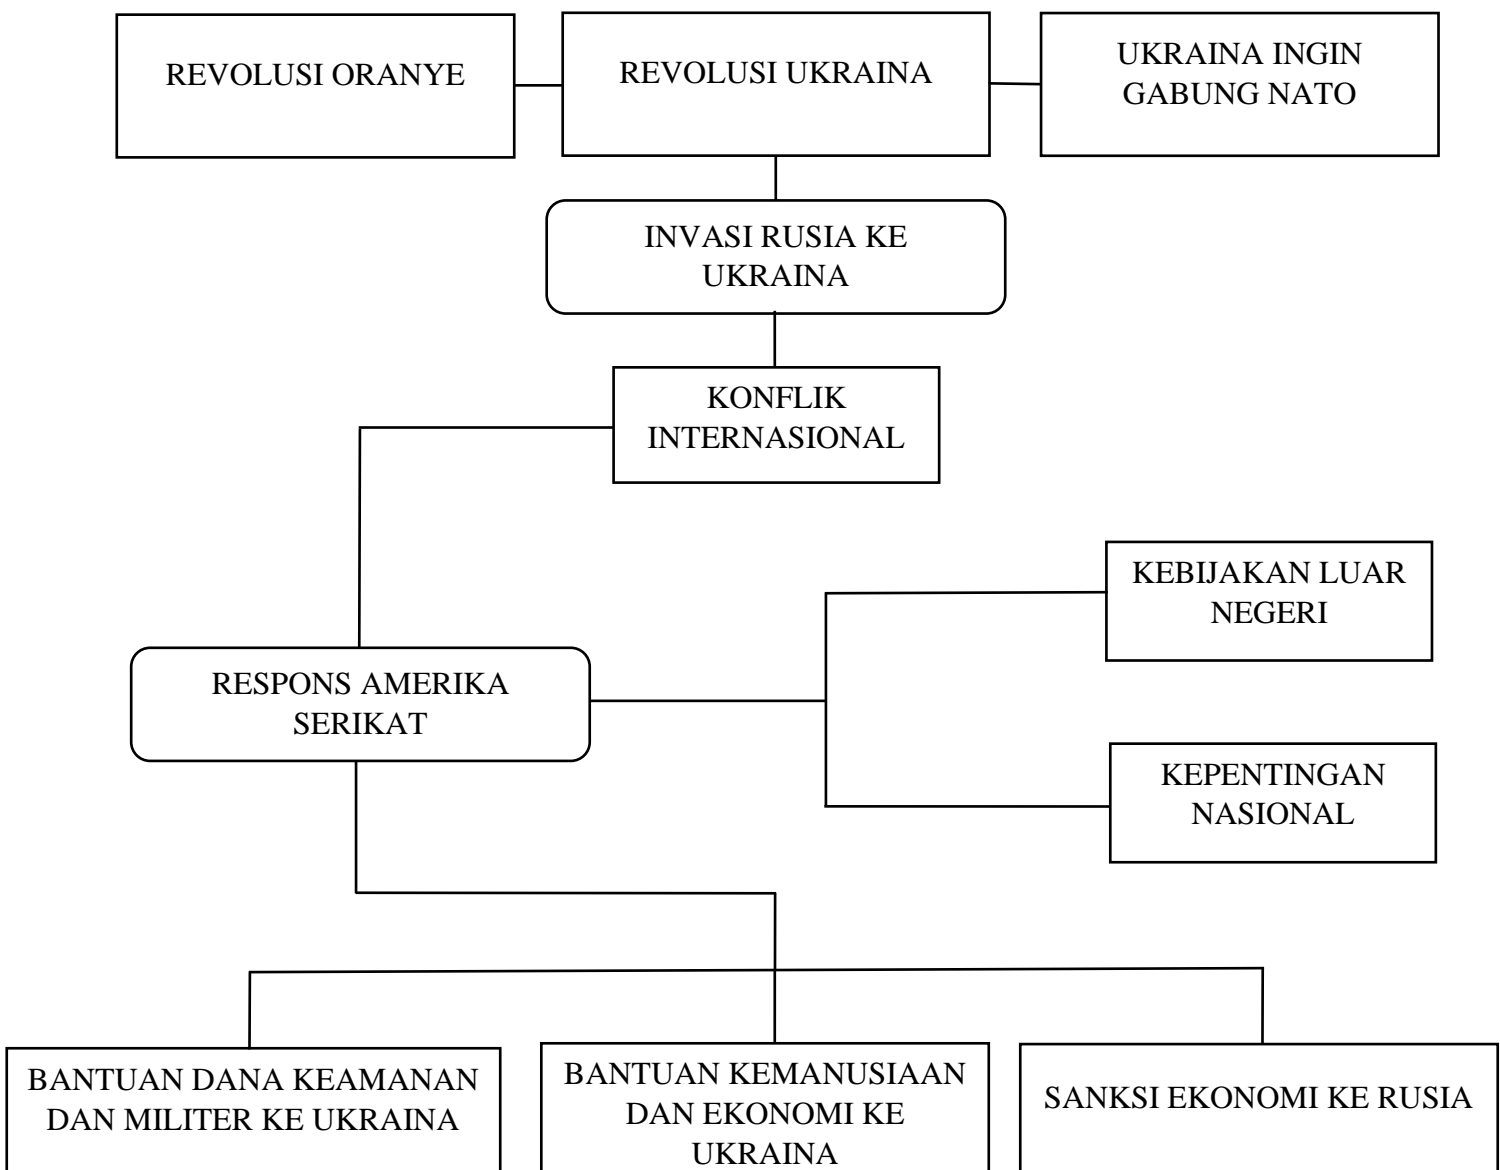 REVOLUSI ORANYE
REVOLUSI UKRAINA
UKRAINA INGIN
GABUNG NATO
INVASI RUSIA KE
UKRAINA
KONFLIK
INTERNASIONAL
KEBIJAKAN LUAR
NEGERI
RESPONS AMERIKA
SERIKAT
KEPENTINGAN
NASIONAL
BANTUAN DANA KEAMANAN
DAN MILITER KE UKRAINA
BANTUAN KEMANUSIAAN
DAN EKONOMI KE
UKRAINA
SANKSI EKONOMI KE RUSIA